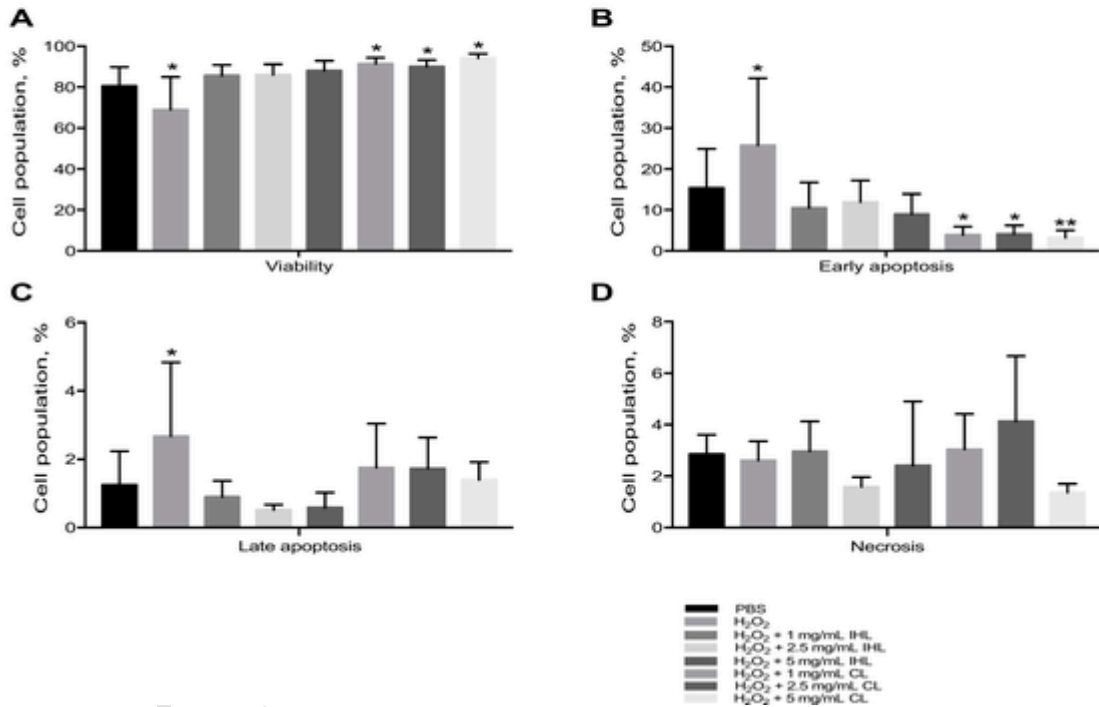 A
Cell population, %
100
80
60
40
20
0
*
*
*
*
Viability
B
Cell population, %
50
40
30
20
10
0
*
*
*
**
Early apoptosis
C
Cell population, %
6
4
2
0
*
Late apoptosis
D
Cell population, %
8
6
4
2
0
Necrosis
PBS
H₂O₂
H₂O₂ + 1 mg/mL IHL
H₂O₂ + 2.5 mg/mL IHL
H₂O₂ + 5 mg/mL IHL
H₂O₂ + 1 mg/mL CL
H₂O₂ + 2.5 mg/mL CL
H₂O₂ + 5 mg/mL CL